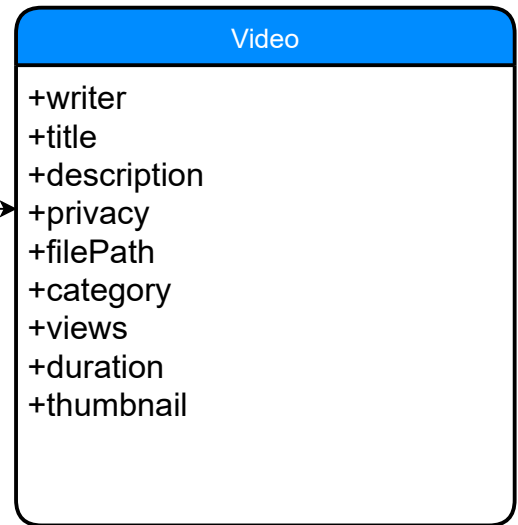 Video
+writer
+title
+description
+privacy
+filePath
+category
+views
+duration
+thumbnail